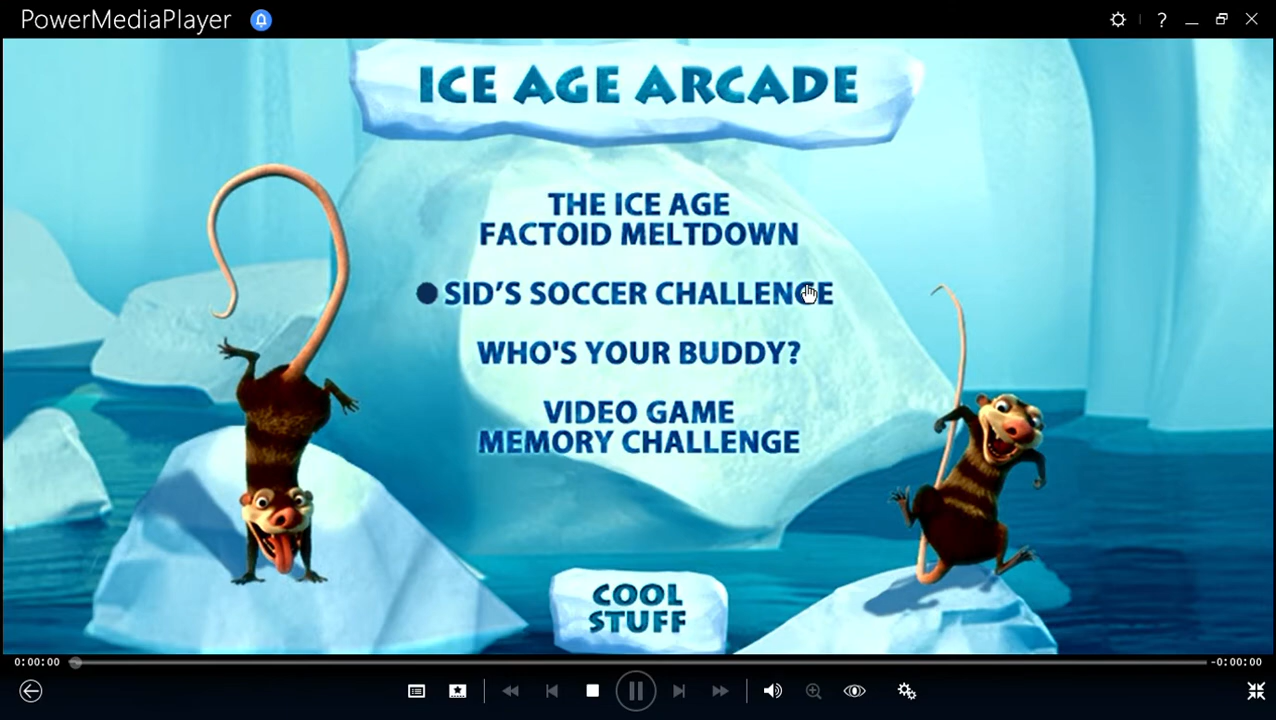 PowerMediaPlayer
?
ICE AGE ARCADE
THE ICE AGE
FACTOID MELTDOWN
SID'S SOCCER CHALLENGE
WHO'S YOUR BUDDY?
VIDEO GAME
MEMORY CHALLENGE
COOL
STUFF
0:00:00
-0:00:00